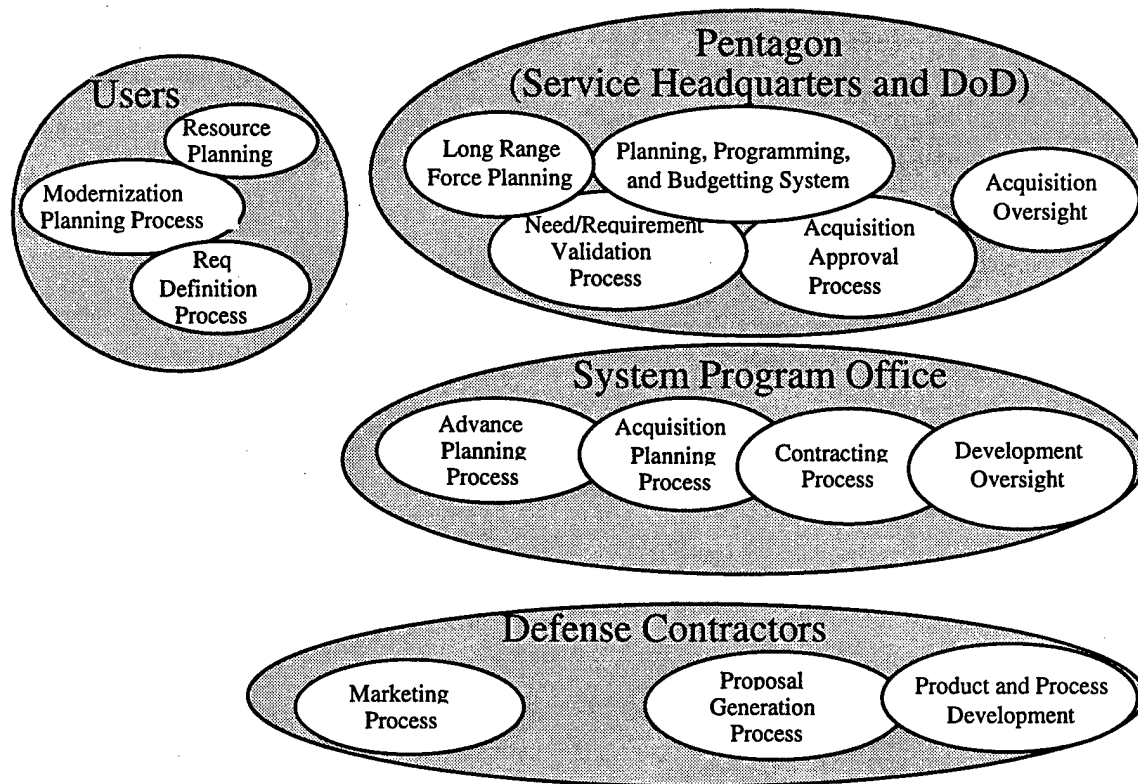 Users
Resource
Planning
Modernization
Planning Process
Req
Definition
Process
Pentagon
(Service Headquarters and DoD)
Long Range
Force Planning
Planning, Programming,
and Budgetting System
Need/Requirement
Validation
Process
Acquisition
Approval
Process
Acquisition
Oversight
System Program Office
Advance
Planning
Process
Acquisition
Planning
Process
Contracting
Process
Development
Oversight
Defense Contractors
Marketing
Process
Proposal
Generation
Process
Product and Process
Development